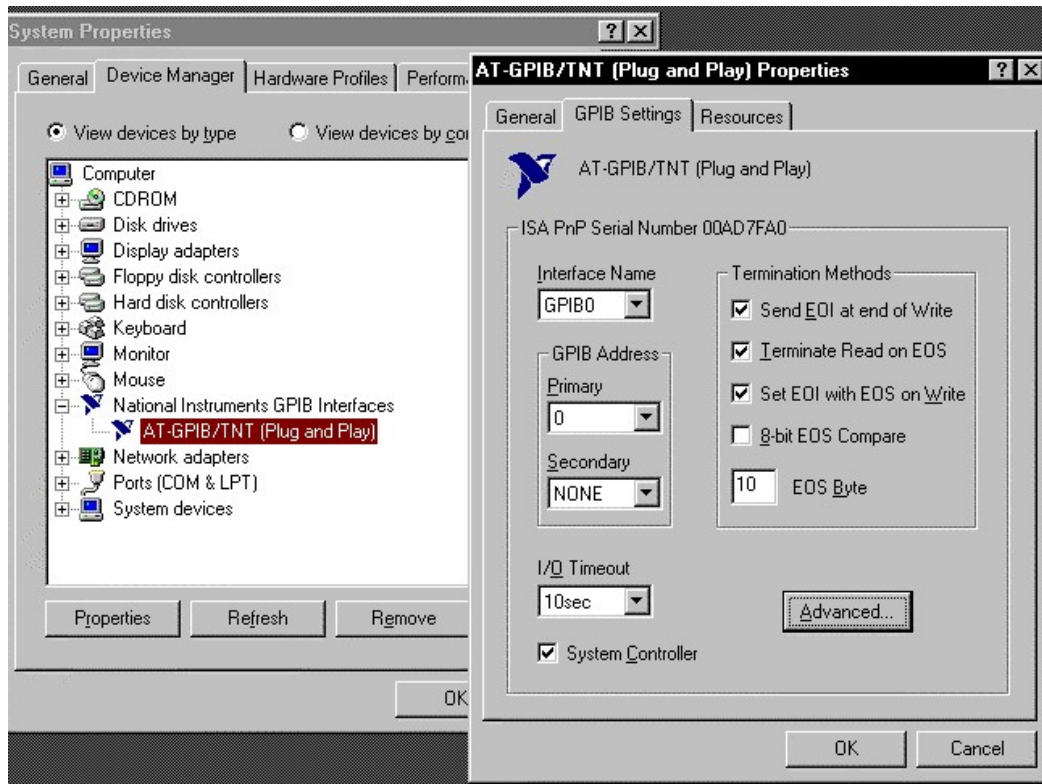 System Properties
General Device Manager Hardware Profiles
View devices by type View devices by
Computer
CDROM
Disk drives
Display adapters
Floppy disk controllers
Hard disk controllers
Keyboard
Monitor
Mouse
National Instruments GPIB Interfaces
AT-GPIB/TNT (Plug and Play)
Network adapters
Ports (COM & LPT)
System devices
Properties Refresh Remove
OK
AT-GPIB/TNT (Plug and Play) Properties
General GPIB Settings Resources
AT-GPIB/TNT (Plug and Play)
ISA PnP Serial Number 00AD7FA0
Interface Name
GPIB0
GPIB Address
Primary
0
Secondary
NONE
I/O Timeout
10sec
System Controller
Termination Methods
Send EOI at end of Write
Terminate Read on EOS
Set EOI with EOS on Write
8-bit EOS Compare
10 EOS Byte
Advanced...
OK Cancel